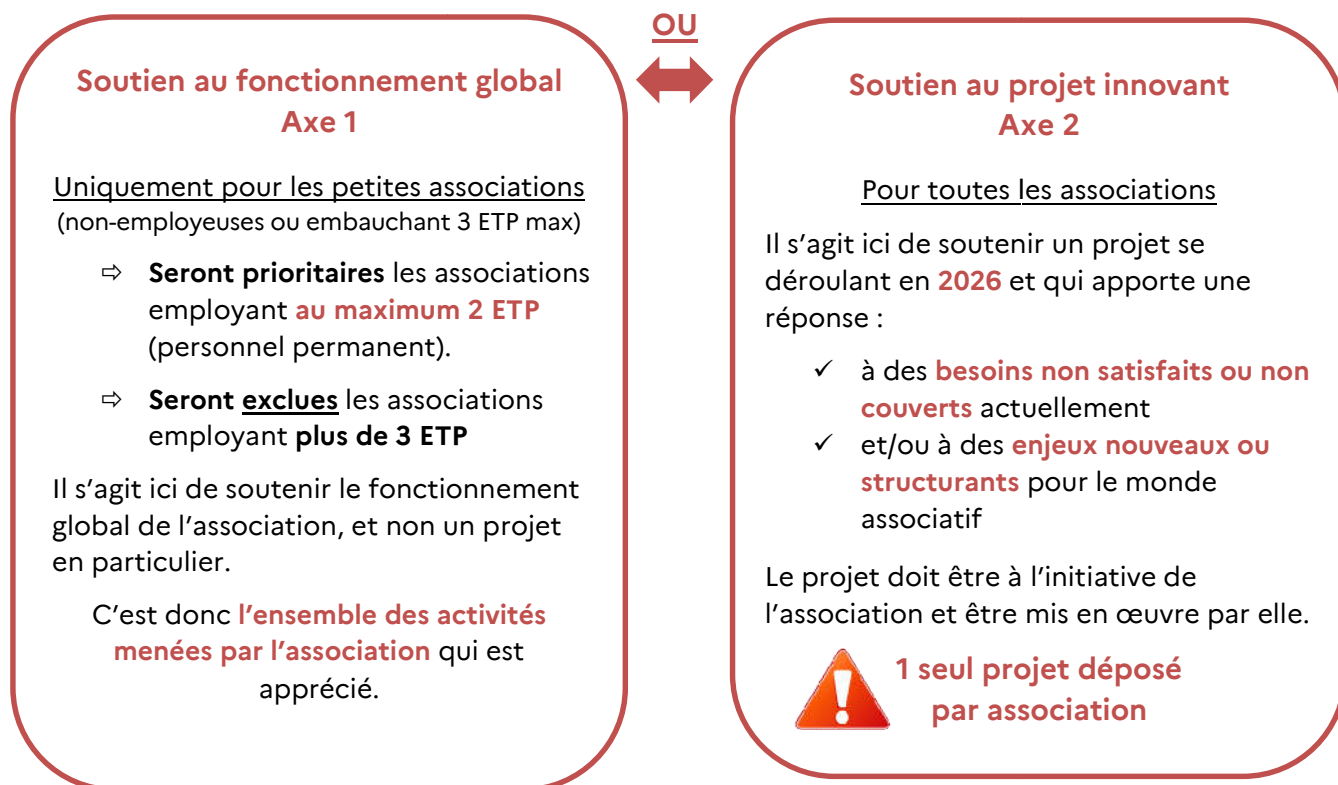 OU
Soutien au fonctionnement global
Axe 1
Uniquement pour les petites associations
(non-employeuses ou embauchant 3 ETP max)
⇨ Seront prioritaires les associations
employant au maximum 2 ETP
(personnel permanent).
⇨ Seront exclues les associations
employant plus de 3 ETP
Il s’agit ici de soutenir le fonctionnement
global de l’association, et non un projet
en particulier.
C’est donc l’ensemble des activités
menées par l’association qui est
apprécié.
Soutien au projet innovant
Axe 2
Pour toutes les associations
Il s’agit ici de soutenir un projet se
déroulant en 2026 et qui apporte une
réponse :
✓ à des besoins non satisfaits ou non
couverts actuellement
✓ et/ou à des enjeux nouveaux ou
structurants pour le monde
associatif
Le projet doit être à l’initiative de
l’association et être mis en œuvre par elle.
1 seul projet déposé
par association